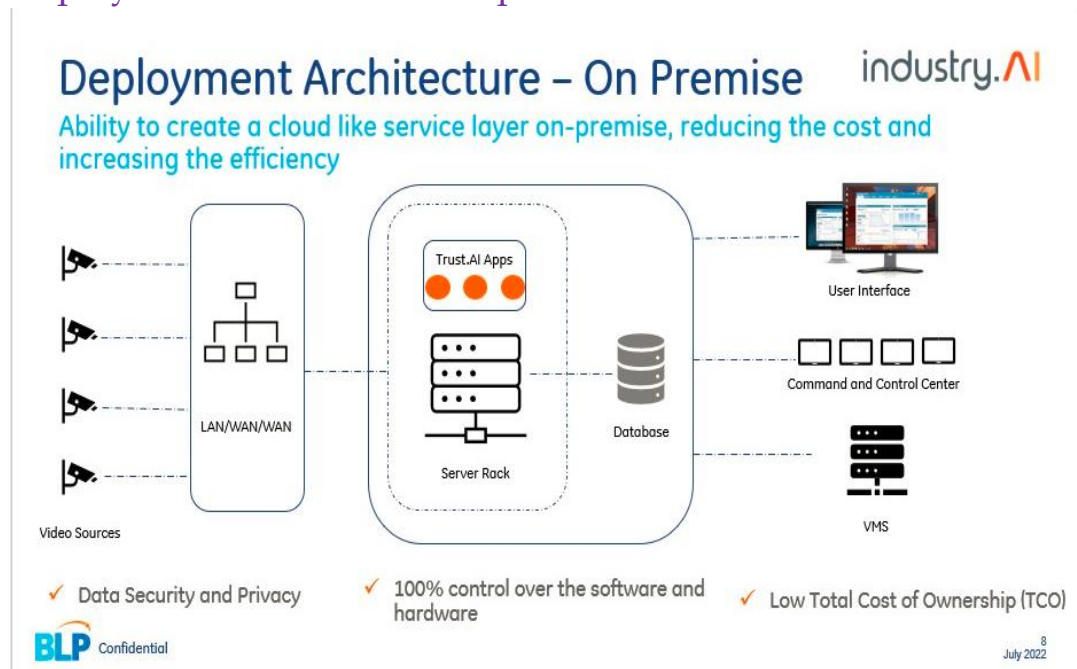 Deployment Architecture – On Premise
industry.AI
Ability to create a cloud like service layer on-premise, reducing the cost and
increasing the efficiency
Trust.AI Apps
User Interface
LAN/WAN/WAN
Command and Control Center
Database
Server Rack
Video Sources
VMS
✓ Data Security and Privacy
✓ 100% control over the software and
hardware
✓ Low Total Cost of Ownership (TCO)
BLP Confidential
8
July 2022